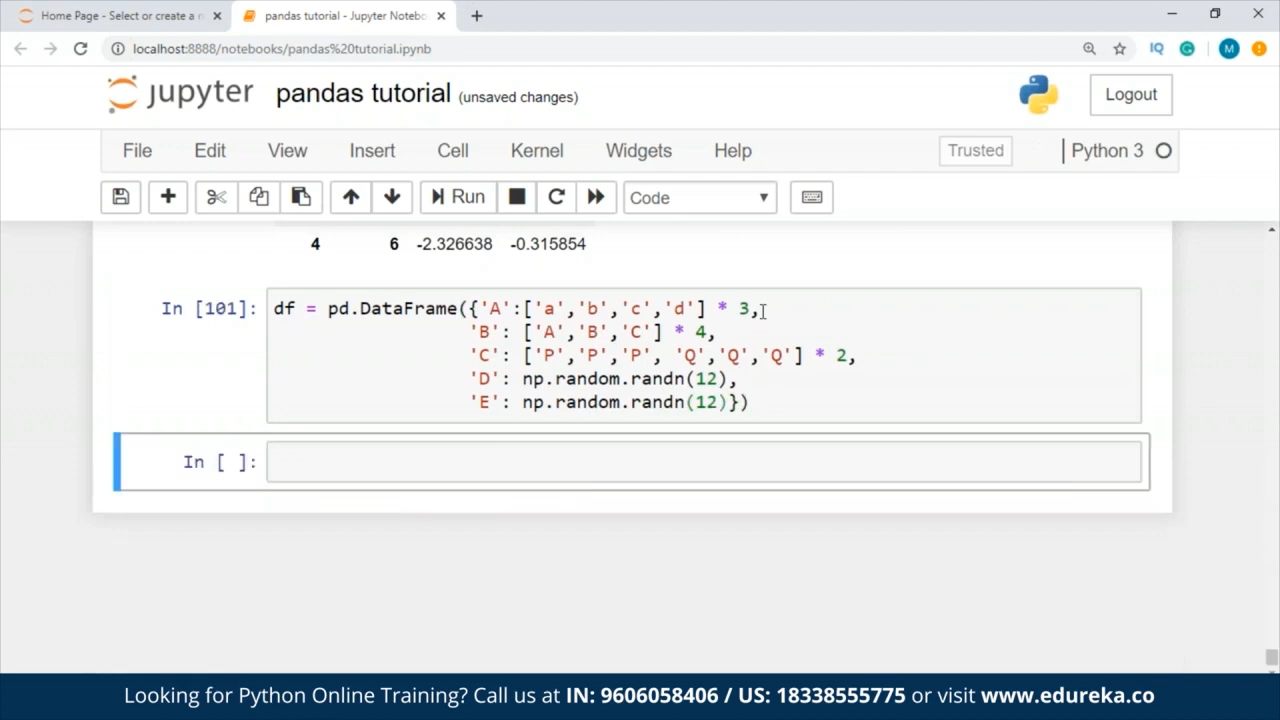 Home Page - Select or create a n
pandas tutorial - Jupyter Notebo
localhost:8888/notebooks/pandas%20tutorial.ipynb
IQ
G
M
jupyter pandas tutorial (unsaved changes)
Logout
File Edit View Insert Cell Kernel Widgets Help Trusted Python 3
Run Code
4 6 -2.326638 -0.315854
In [101]: df = pd.DataFrame({'A':['a','b','c','d'] * 3,
'B': ['A','B','C'] * 4,
'C': ['P','P','P', 'Q','Q','Q'] * 2,
'D': np.random.randn(12),
'E': np.random.randn(12)})
In [ ]:
Looking for Python Online Training? Call us at IN: 9606058406 / US: 18338555775 or visit www.edureka.co